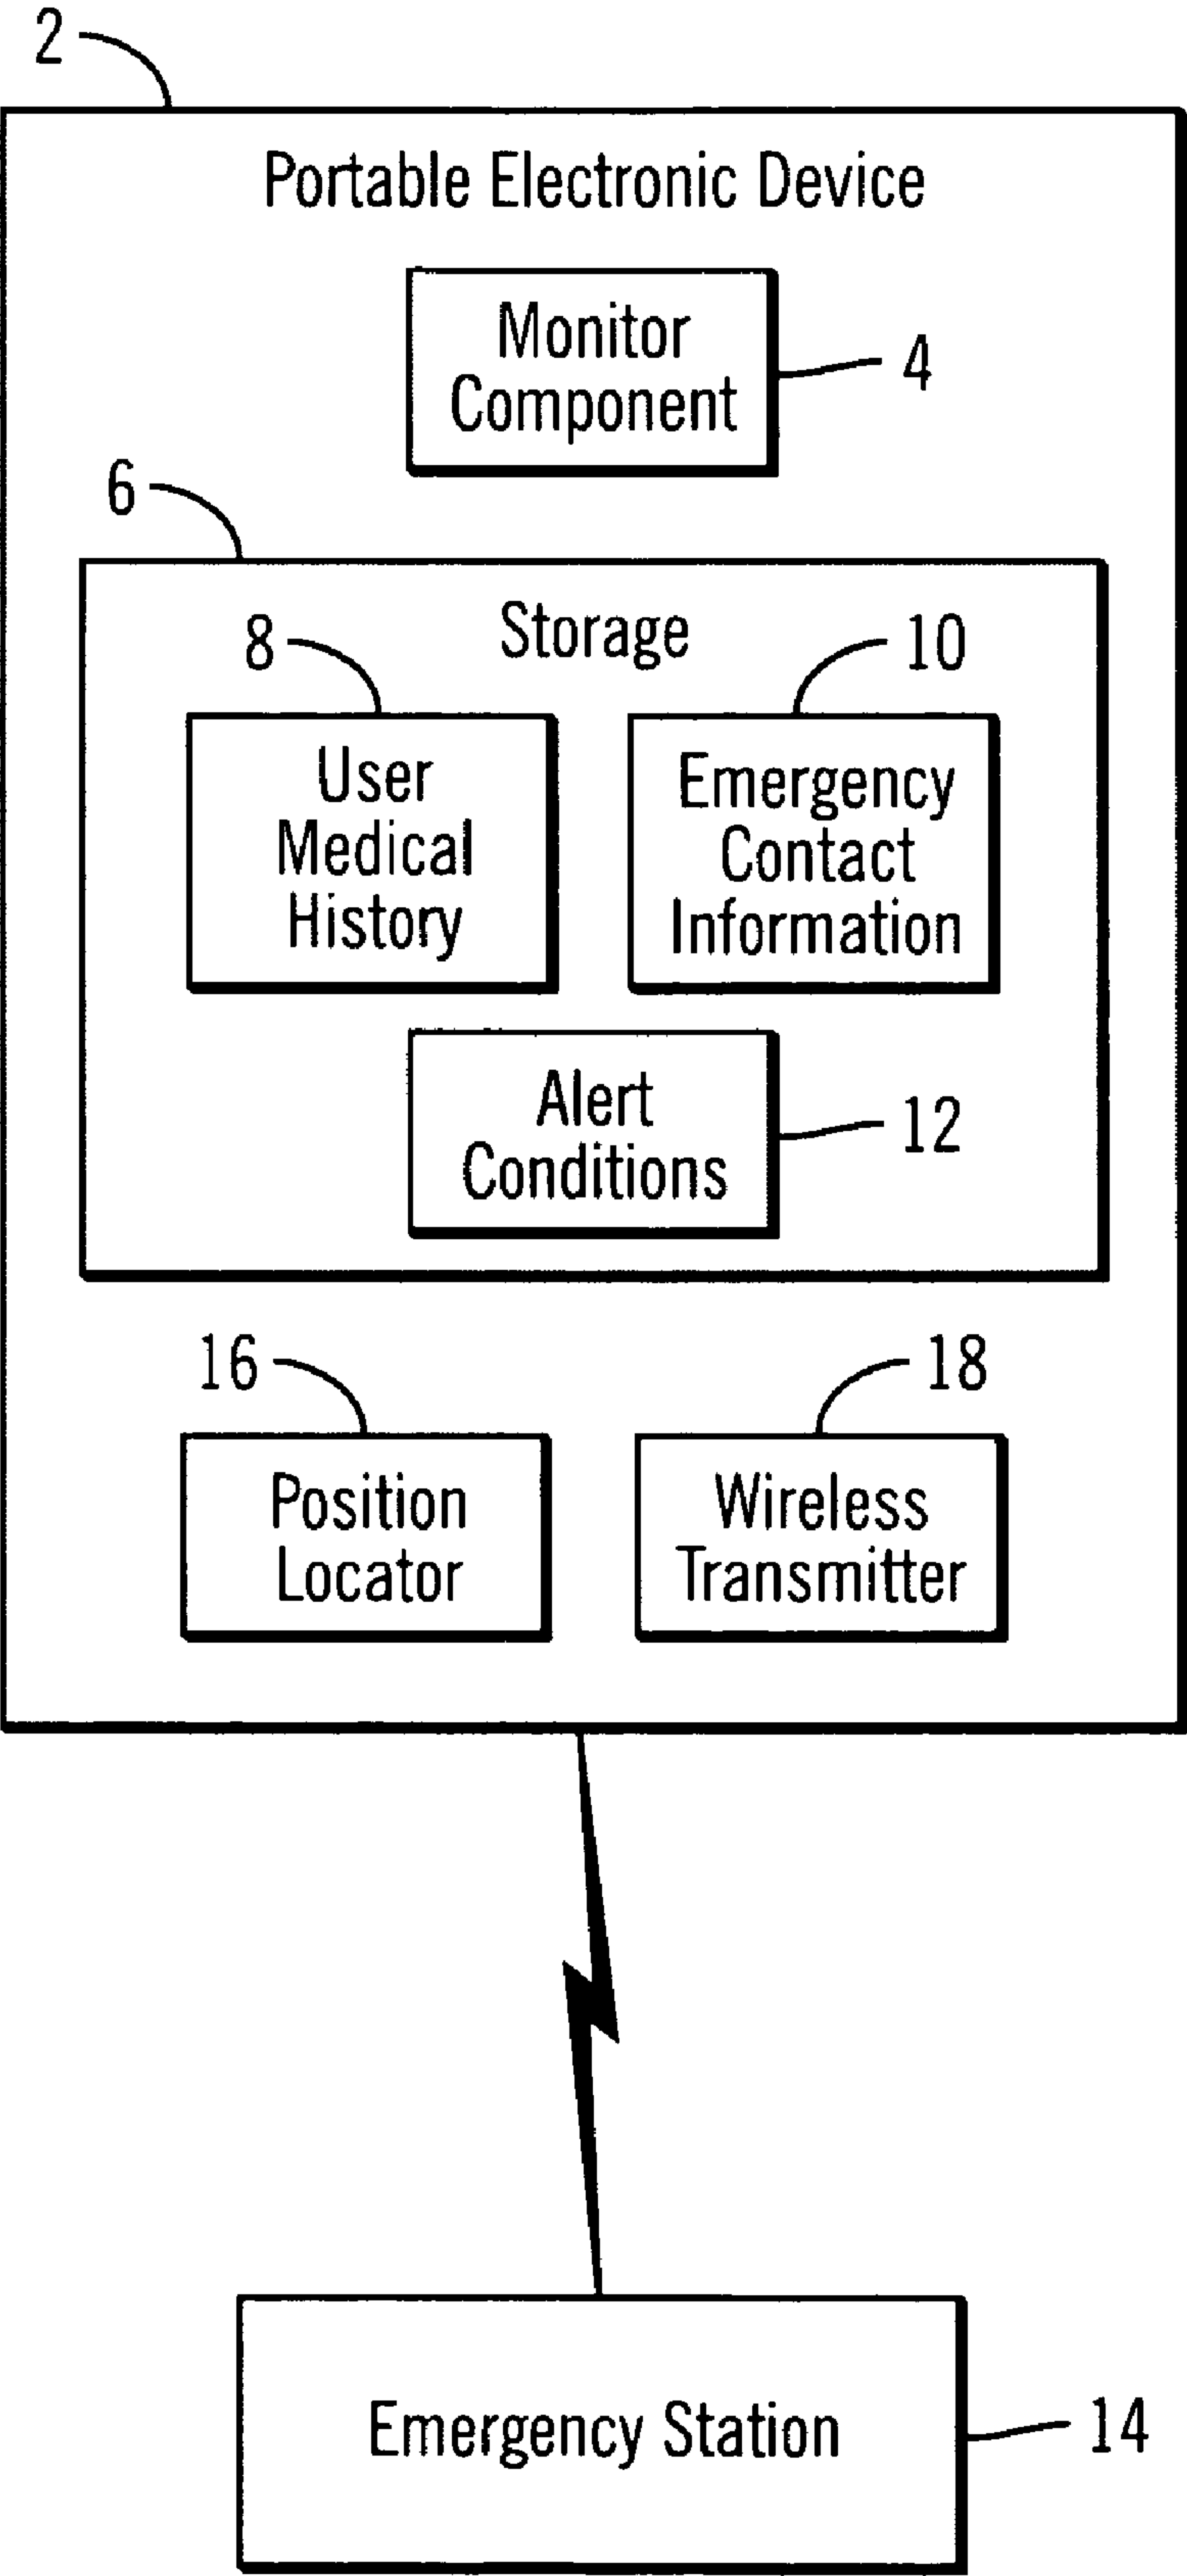 2
Portable Electronic Device
Monitor
Component
4
6
Storage
8
10
User
Medical
History
Emergency
Contact
Information
Alert
Conditions
12
16
18
Position
Locator
Wireless
Transmitter
Emergency Station
14